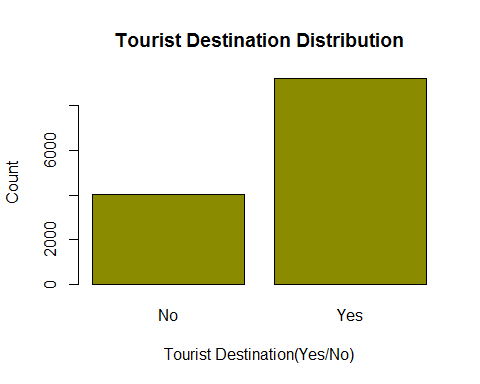 Tourist Destination Distribution
Count
6000
2000
0
No Yes
Tourist Destination(Yes/No)